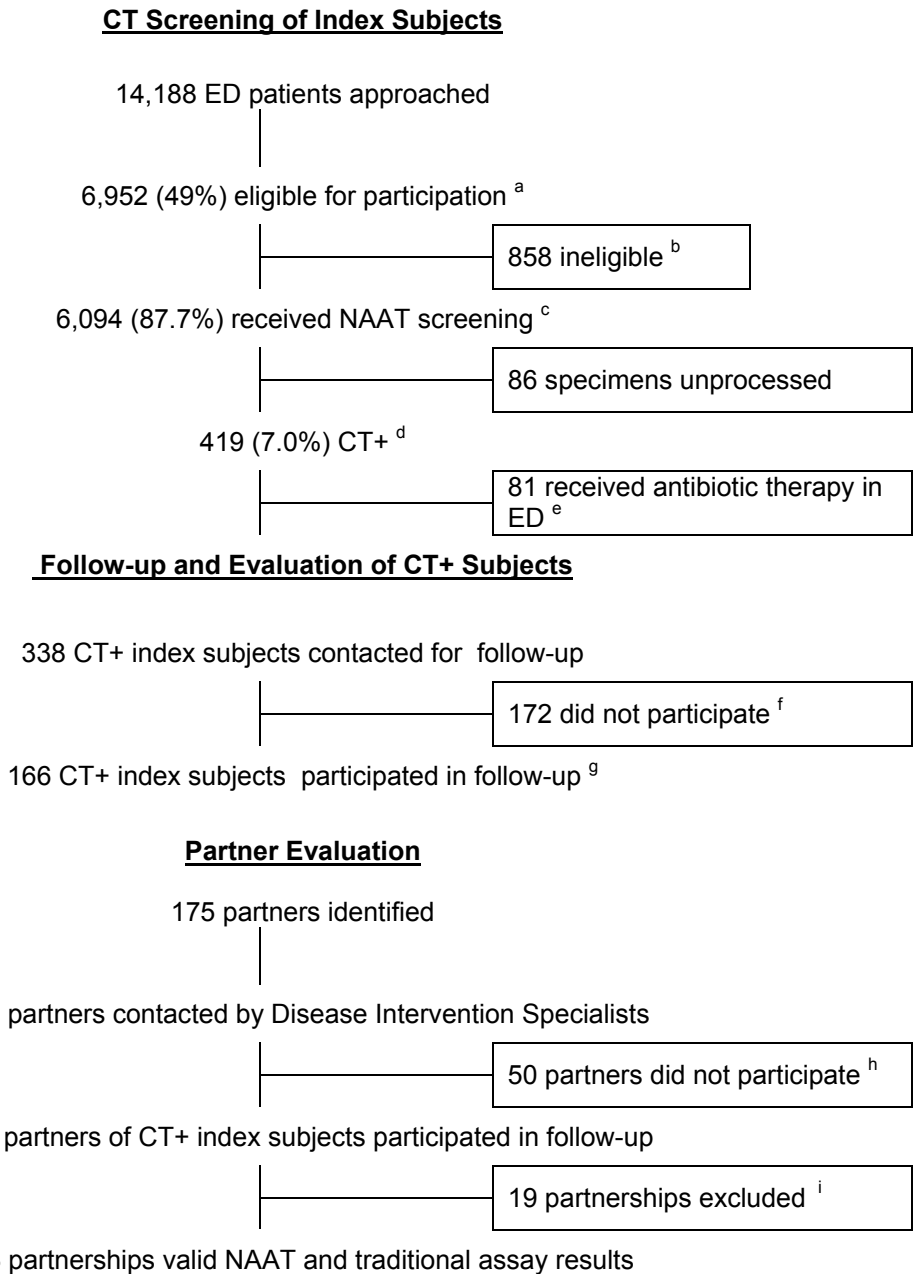 CT Screening of Index Subjects
14,188 ED patients approached
6,952 (49%) eligible for participation a
858 ineligible b
6,094 (87.7%) received NAAT screening c
86 specimens unprocessed
419 (7.0%) CT+ d
81 received antibiotic therapy in
ED e
Follow-up and Evaluation of CT+ Subjects
338 CT+ index subjects contacted for follow-up
172 did not participate f
166 CT+ index subjects participated in follow-up g
Partner Evaluation
175 partners identified
partners contacted by Disease Intervention Specialists
50 partners did not participate h
partners of CT+ index subjects participated in follow-up
19 partnerships excluded i
partnerships valid NAAT and traditional assay results